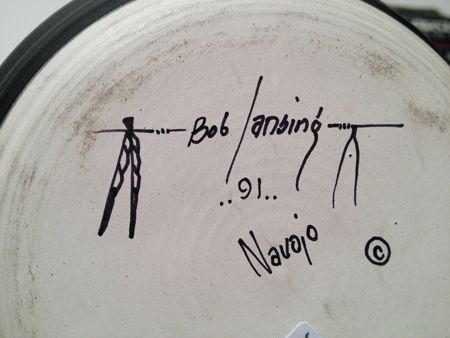 Bob Lansing
..91..
Navajo
©